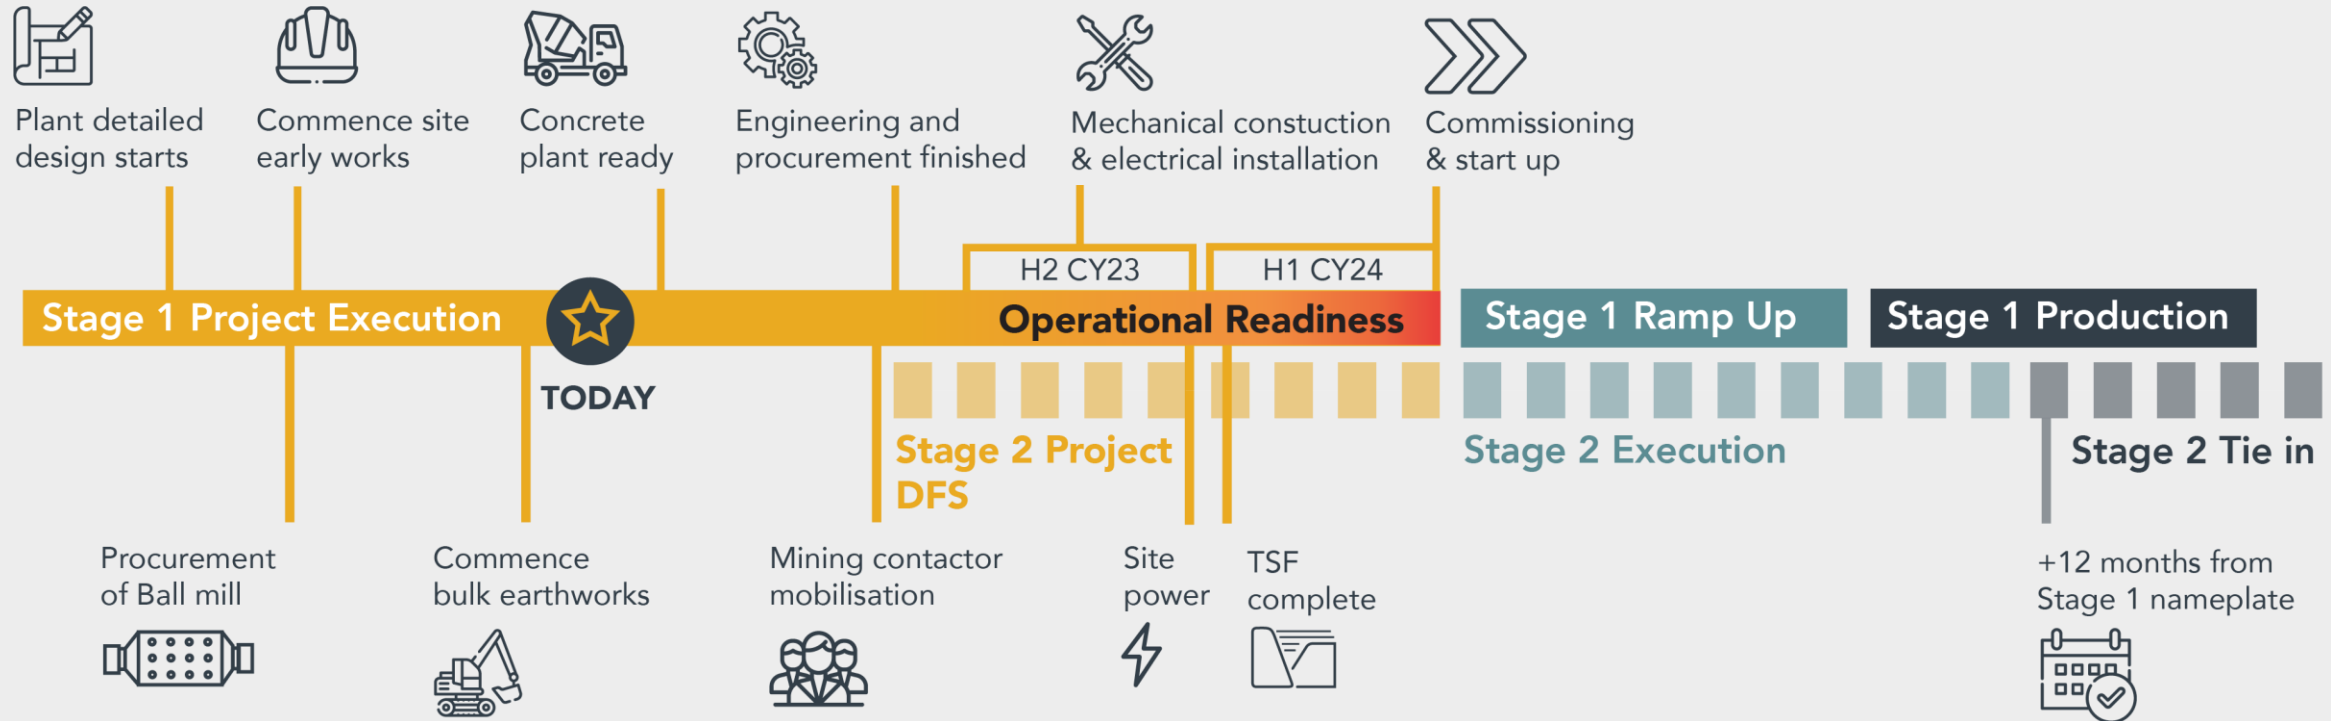 Plant detailed
design starts
Commence site
early works
Concrete
plant ready
Engineering and
procurement finished
Mechanical constuction
& electrical installation
Commissioning
& start up
H2 CY23
H1 CY24
Stage 1 Project Execution
Operational Readiness
Stage 1 Ramp Up
Stage 1 Production
TODAY
Stage 2 Project
DFS
Stage 2 Execution
Stage 2 Tie in
Procurement
of Ball mill
Commence
bulk earthworks
Mining contactor
mobilisation
Site
power
TSF
complete
+12 months from
Stage 1 nameplate